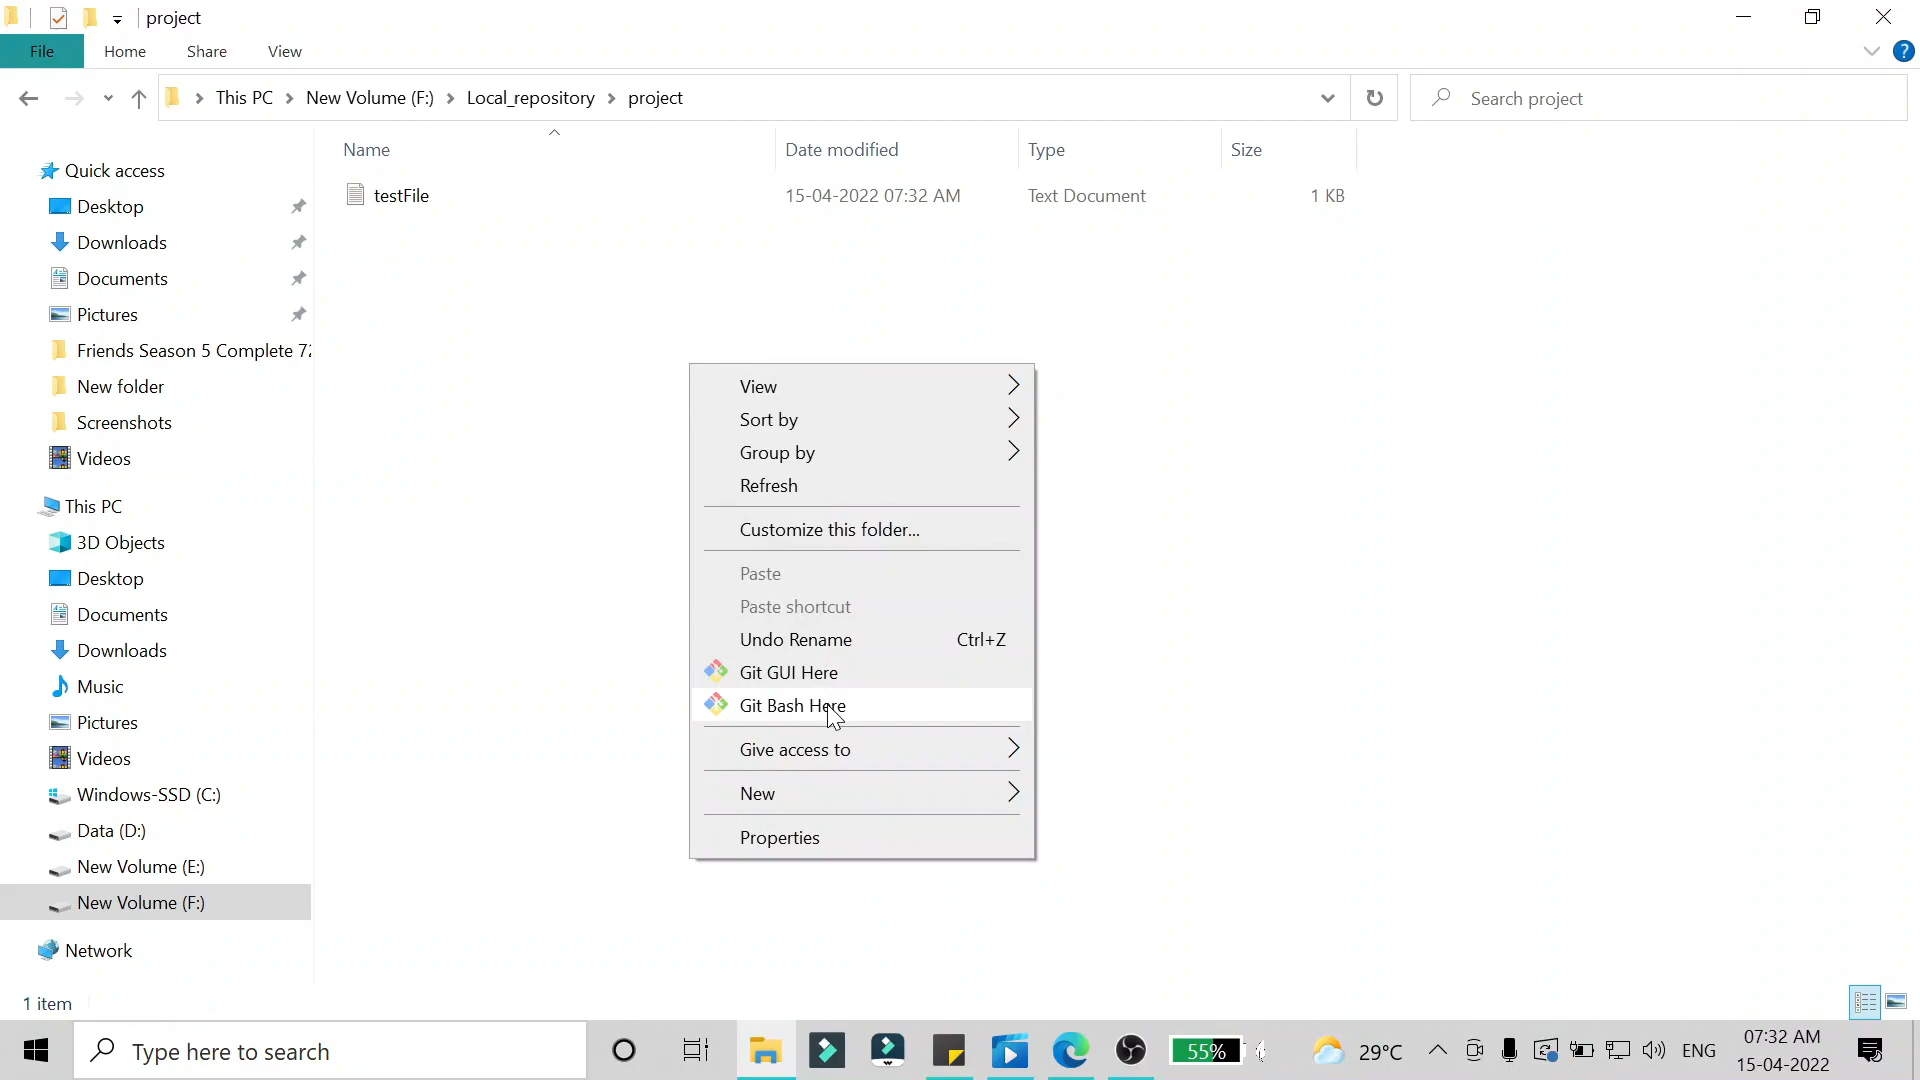 project
File Home Share View
This PC New Volume (F:) Local_repository project
Search project
Name Date modified Type Size
testFile 15-04-2022 07:32 AM Text Document 1 KB
Quick access
Desktop
Downloads
Documents
Pictures
Friends Season 5 Complete 72
New folder
Screenshots
Videos
This PC
3D Objects
Desktop
Documents
Downloads
Music
Pictures
Videos
Windows-SSD (C:)
Data (D:)
New Volume (E:)
New Volume (F:)
Network
View
Sort by
Group by
Refresh
Customize this folder...
Paste
Paste shortcut
Undo Rename Ctrl+Z
Git GUI Here
Git Bash Here
Give access to
New
Properties
1 item
Type here to search
55%
29°C
ENG
07:32 AM
15-04-2022